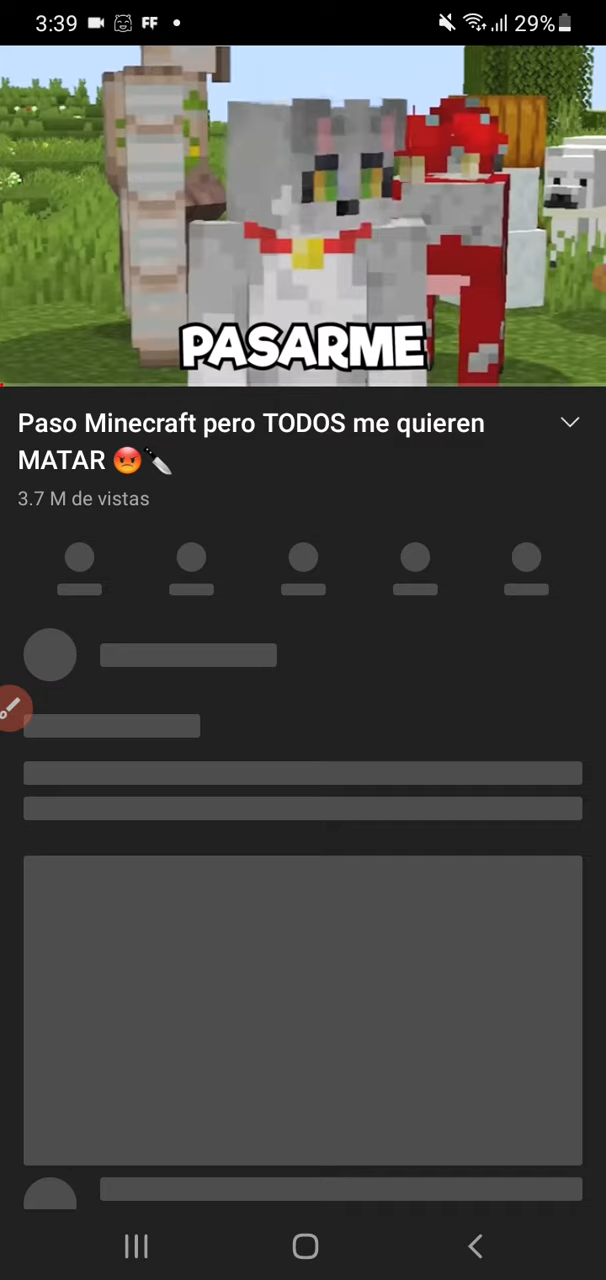 3:39 FF 29%
PASARME
Paso Minecraft pero TODOS me quieren
MATAR 😡🔪
3.7 M de vistas